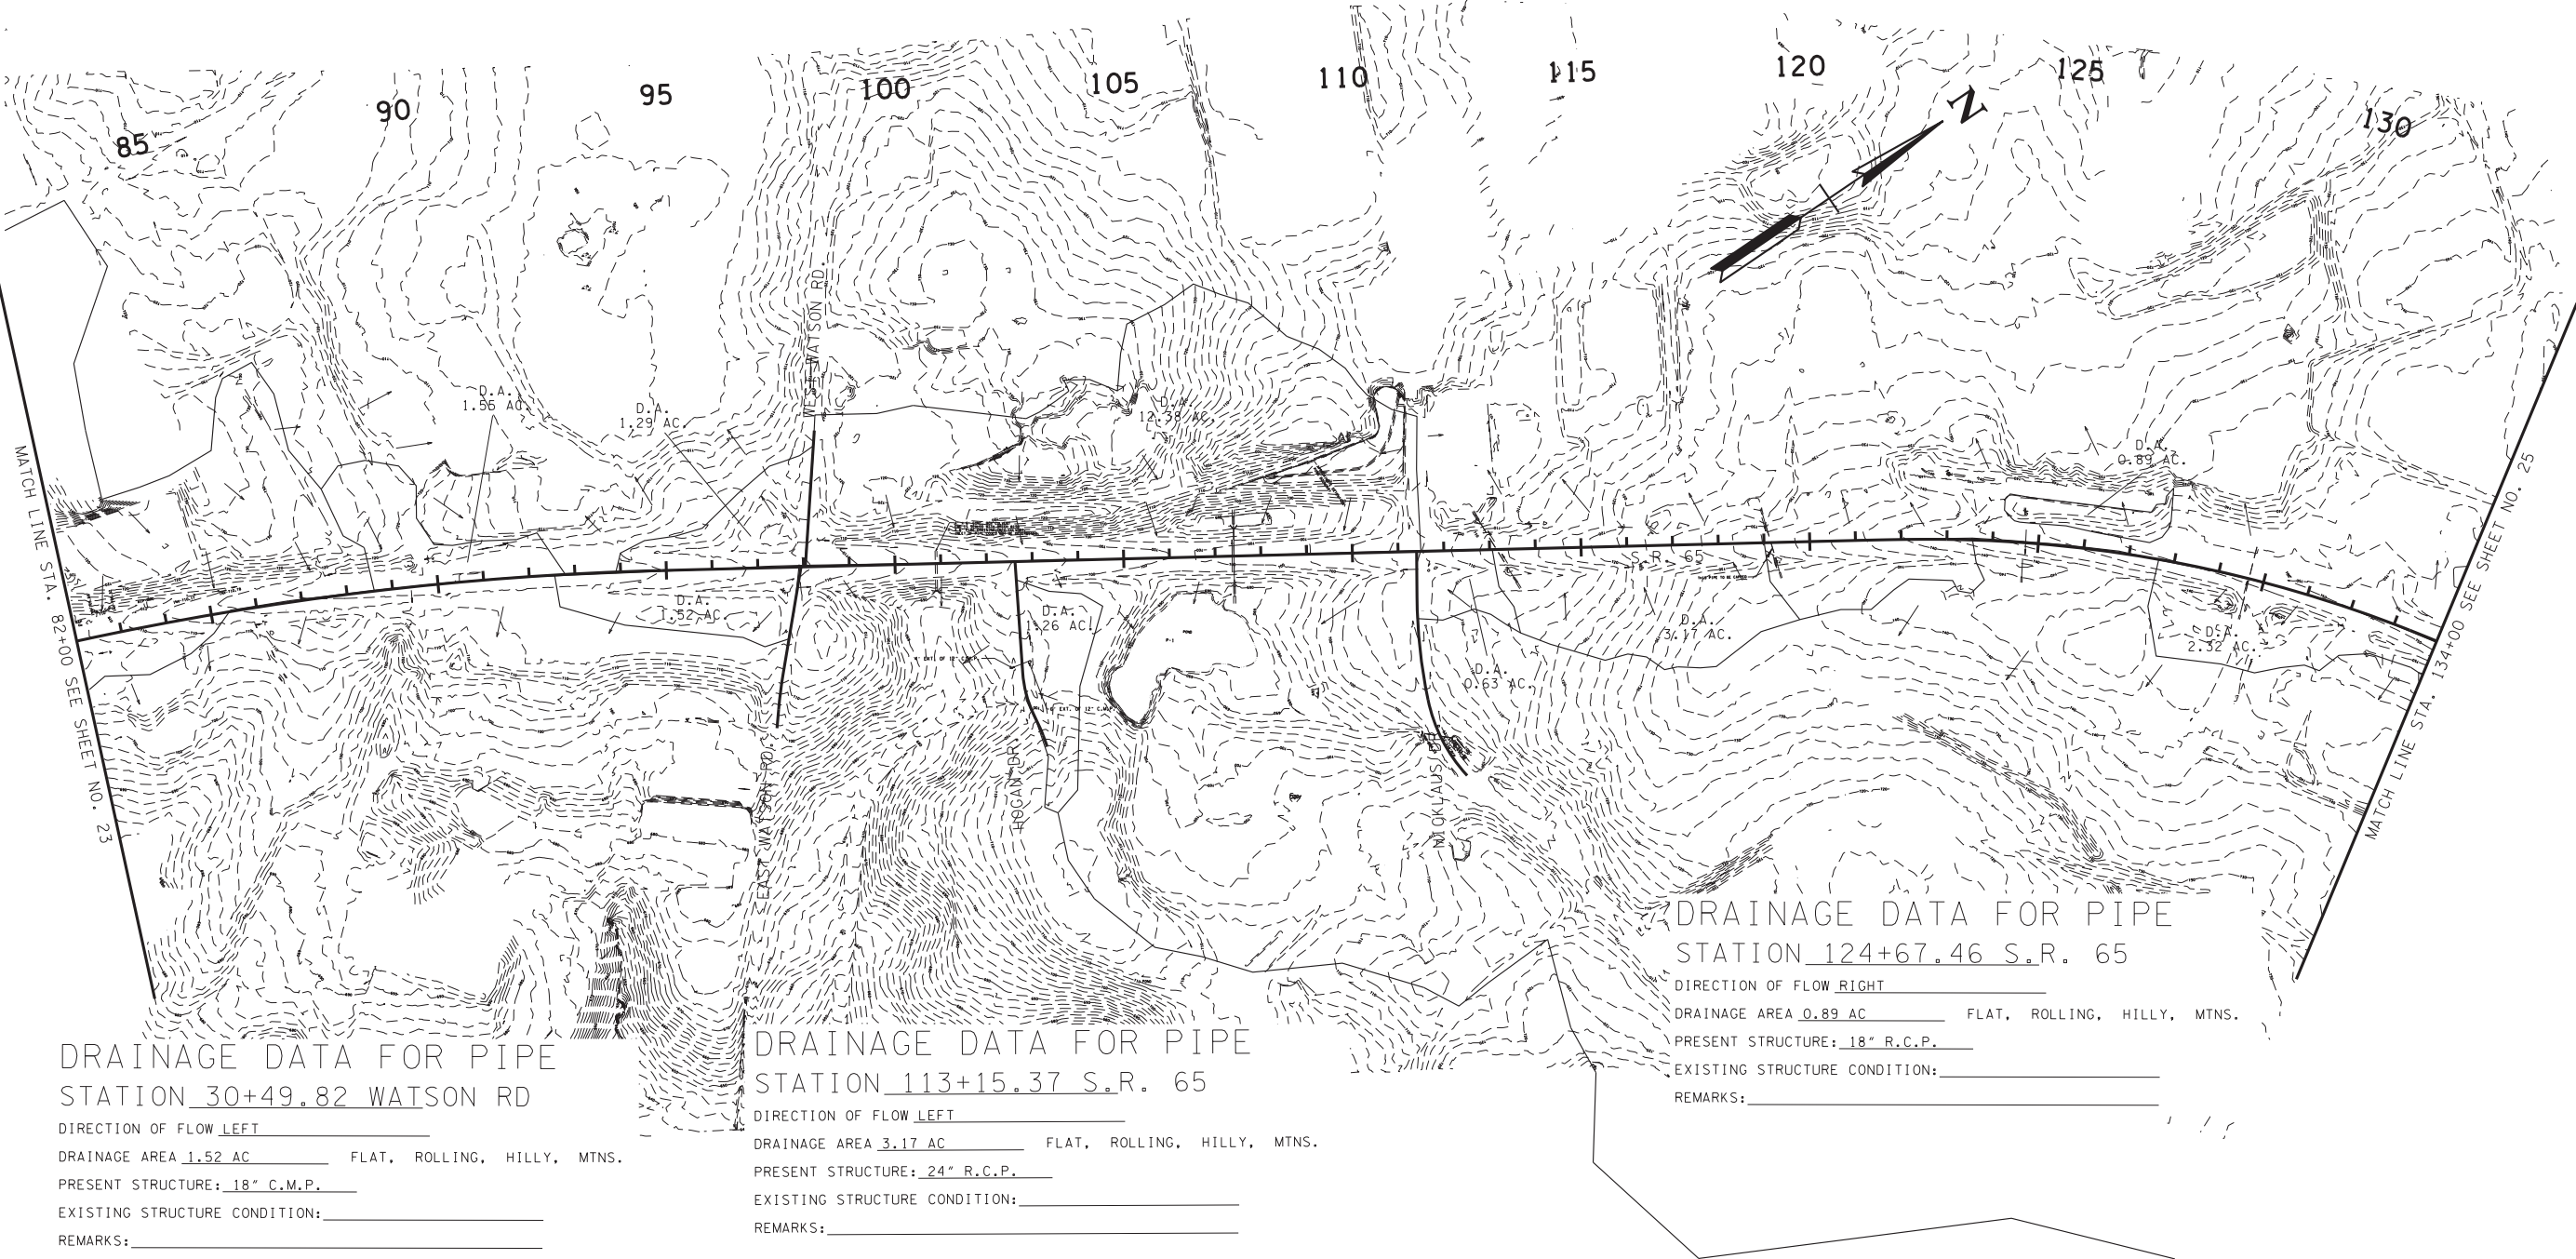 85
90
95
100
105
110
115
120
125
130
N
WEST WATSON RD.
D.A.
1.55 AC.
D.A.
1.29 AC.
D.A.
12.38 AC.
D.A.
0.89 AC.
MATCH LINE STA. 82+00 SEE SHEET NO. 23
MATCH LINE STA. 134+00 SEE SHEET NO. 25
S.R. 65
D.A.
1.52 AC.
D.A.
1.26 AC.
D.A.
3.17 AC.
D.A.
0.63 AC.
D.A.
2.32 AC.
EAST WATSON RD.
HOGAN DR.
NICKLAUS DR.
DRAINAGE DATA FOR PIPE
STATION 30+49.82 WATSON RD
DIRECTION OF FLOW LEFT
DRAINAGE AREA 1.52 AC FLAT, ROLLING, HILLY, MTNS.
PRESENT STRUCTURE: 18" C.M.P.
EXISTING STRUCTURE CONDITION:
REMARKS:
DRAINAGE DATA FOR PIPE
STATION 113+15.37 S.R. 65
DIRECTION OF FLOW LEFT
DRAINAGE AREA 3.17 AC FLAT, ROLLING, HILLY, MTNS.
PRESENT STRUCTURE: 24" R.C.P.
EXISTING STRUCTURE CONDITION:
REMARKS:
DRAINAGE DATA FOR PIPE
STATION 124+67.46 S.R. 65
DIRECTION OF FLOW RIGHT
DRAINAGE AREA 0.89 AC FLAT, ROLLING, HILLY, MTNS.
PRESENT STRUCTURE: 18" R.C.P.
EXISTING STRUCTURE CONDITION:
REMARKS: